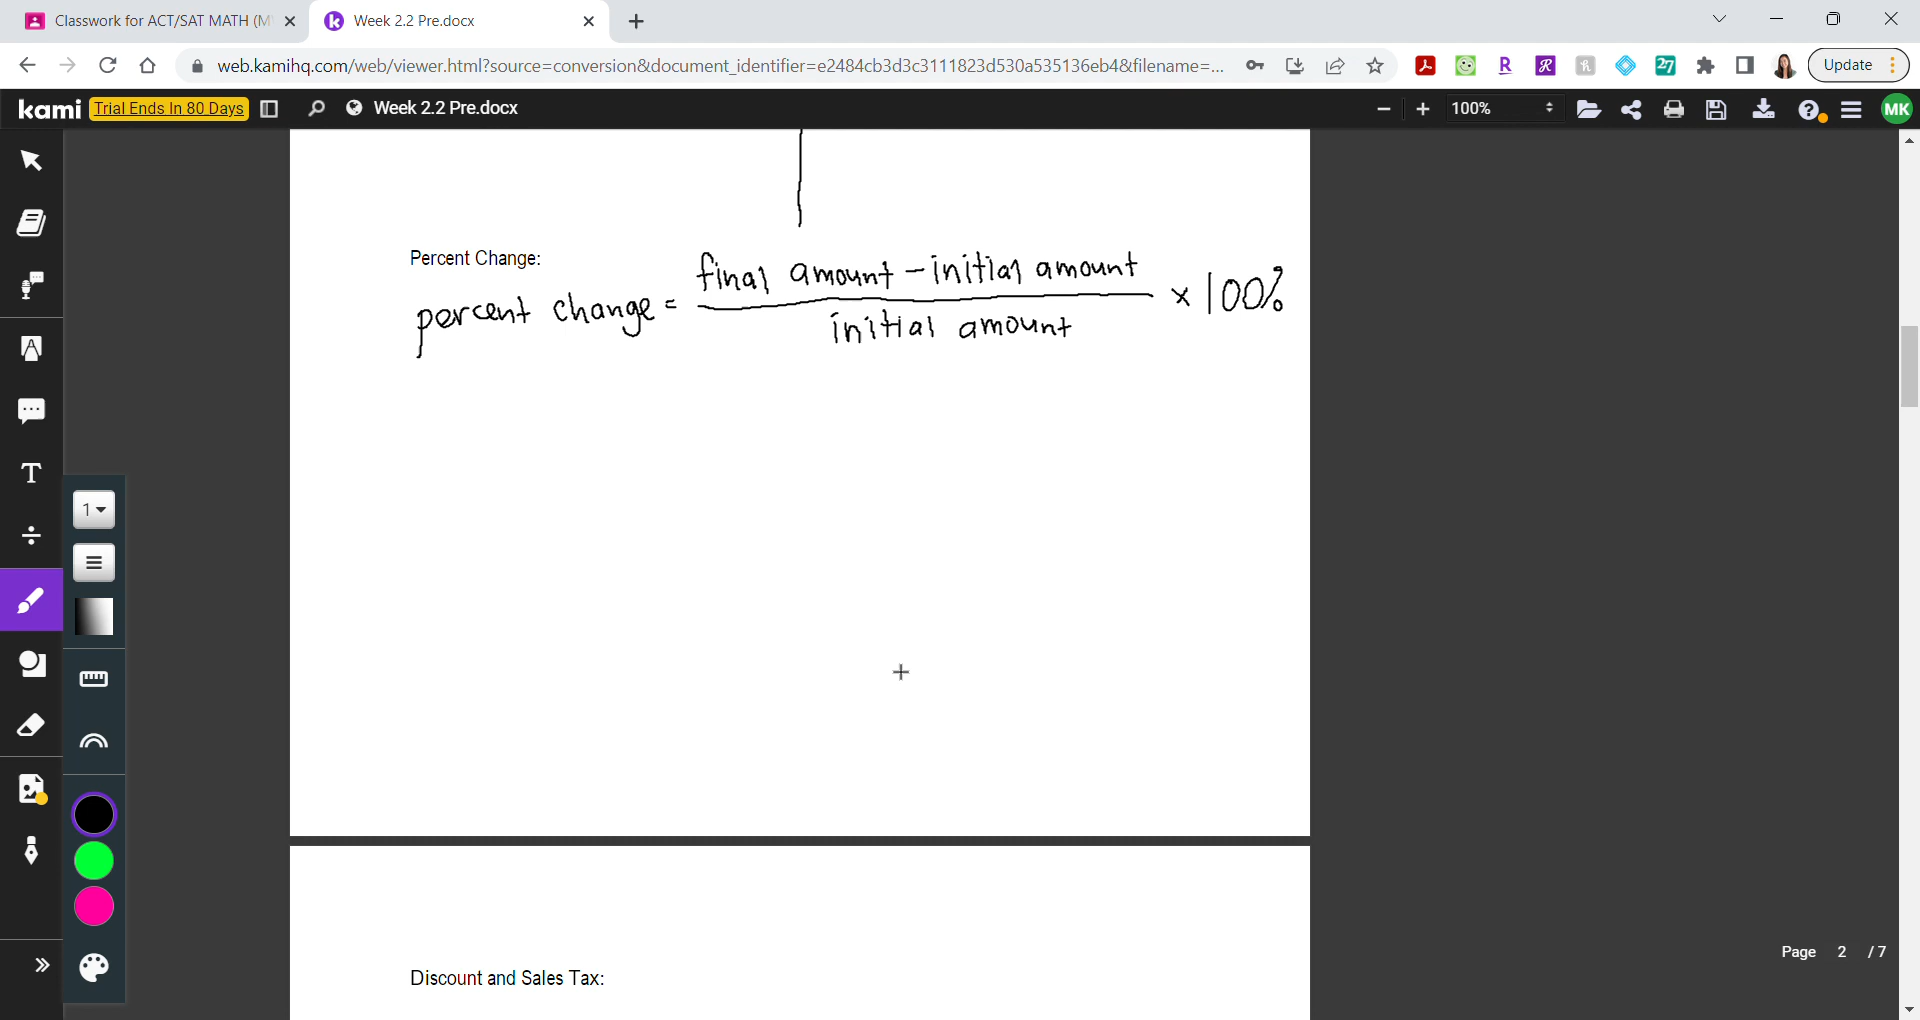 Classwork for ACT/SAT MATH (M
Week 2.2 Pre.docx
web.kamihq.com/web/viewer.html?source=conversion&document_identifier=e2484cb3d3c3111823d530a535136eb4&filename=...
Update
kami Trial Ends In 80 Days
Week 2.2 Pre.docx
100%
MK
Percent Change:
percent change = final amount - initial amount
initial amount
x 100%
T
1
Discount and Sales Tax:
Page 2 / 7